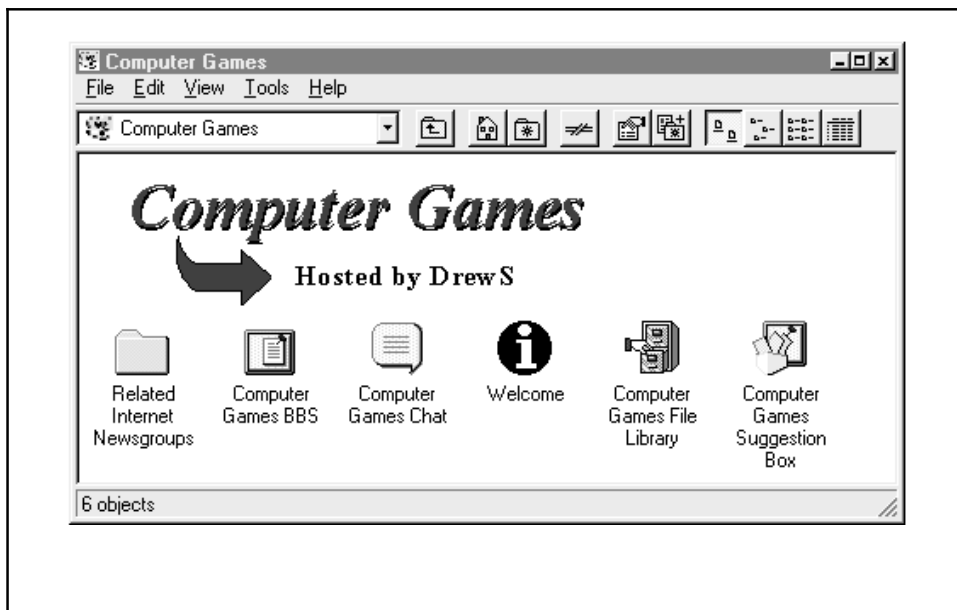 Computer Games
File Edit View Tools Help
Computer Games
Computer Games
Hosted by DrewS
Related Internet Newsgroups
Computer Games BBS
Computer Games Chat
Welcome
Computer Games File Library
Computer Games Suggestion Box
6 objects